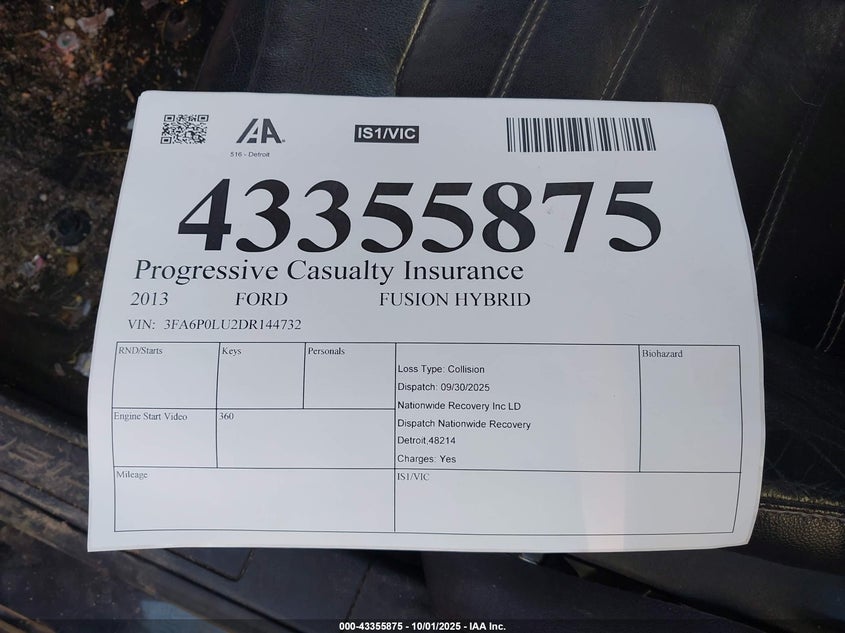 IAA
IS1/VIC
516 - Detroit
43355875
Progressive Casualty Insurance
2013 FORD FUSION HYBRID
VIN: 3FA6P0LU2DR144732
RND/Starts
Keys
Personals
Loss Type: Collision
Dispatch: 09/30/2025
Nationwide Recovery Inc LD
Dispatch Nationwide Recovery
Detroit,48214
Charges: Yes
Biohazard
Engine Start Video
360
Mileage
IS1/VIC
000-43355875 - 10/01/2025 - IAA Inc.